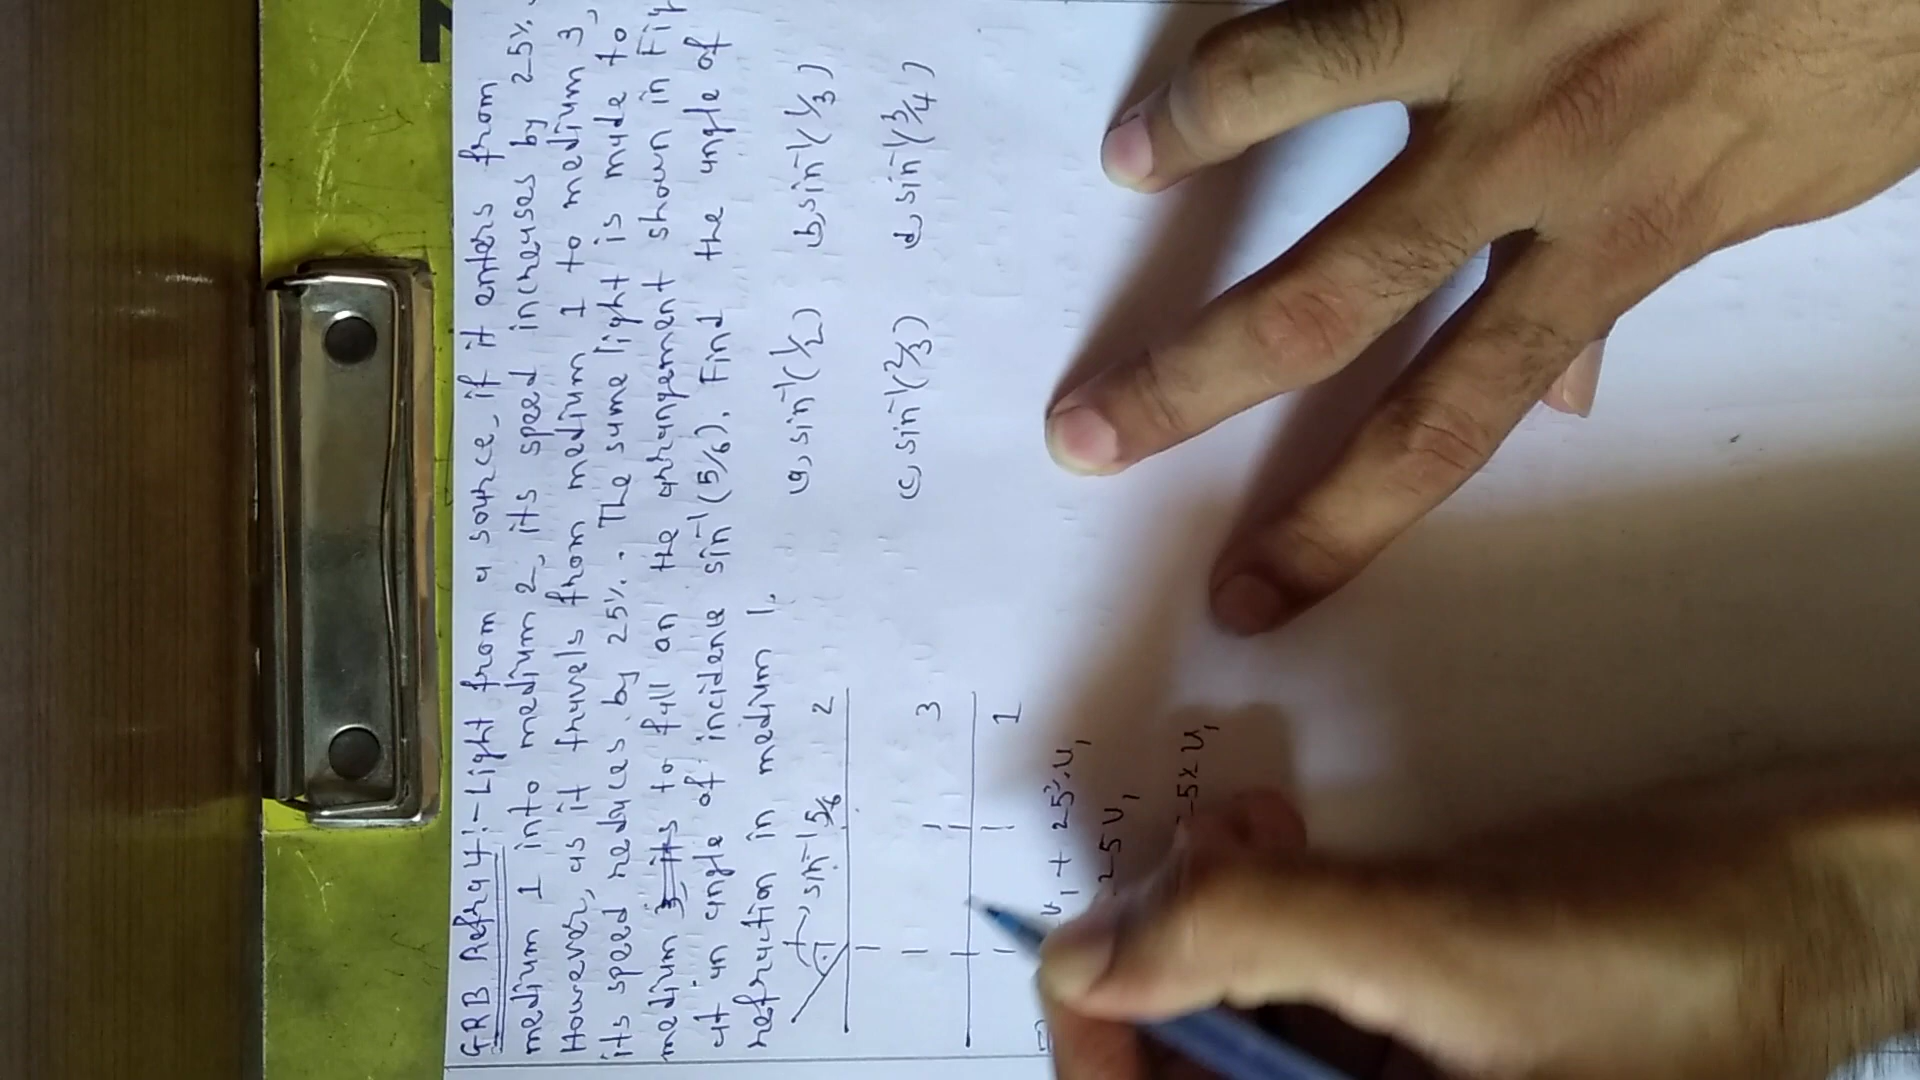 GRB Refra 4:- Light from a source, if it enters from
medium 1 into medium 2, its speed increases by 25%.
However, as it travels from medium 1 to medium 3,
its speed reduces by 25%. The same light is made to
medium to fall an the arrangement shown in Fig
at an angle of incidene sin⁻¹(5/6). Find the angle of
refraction in medium 1.
(a) sin⁻¹(1/2) (b) sin⁻¹(1/3)
(c) sin⁻¹(2/3) (d) sin⁻¹(3/4)
sin⁻¹ 5/6 2
3
1
v₁ + 25% v₁
25 v₁